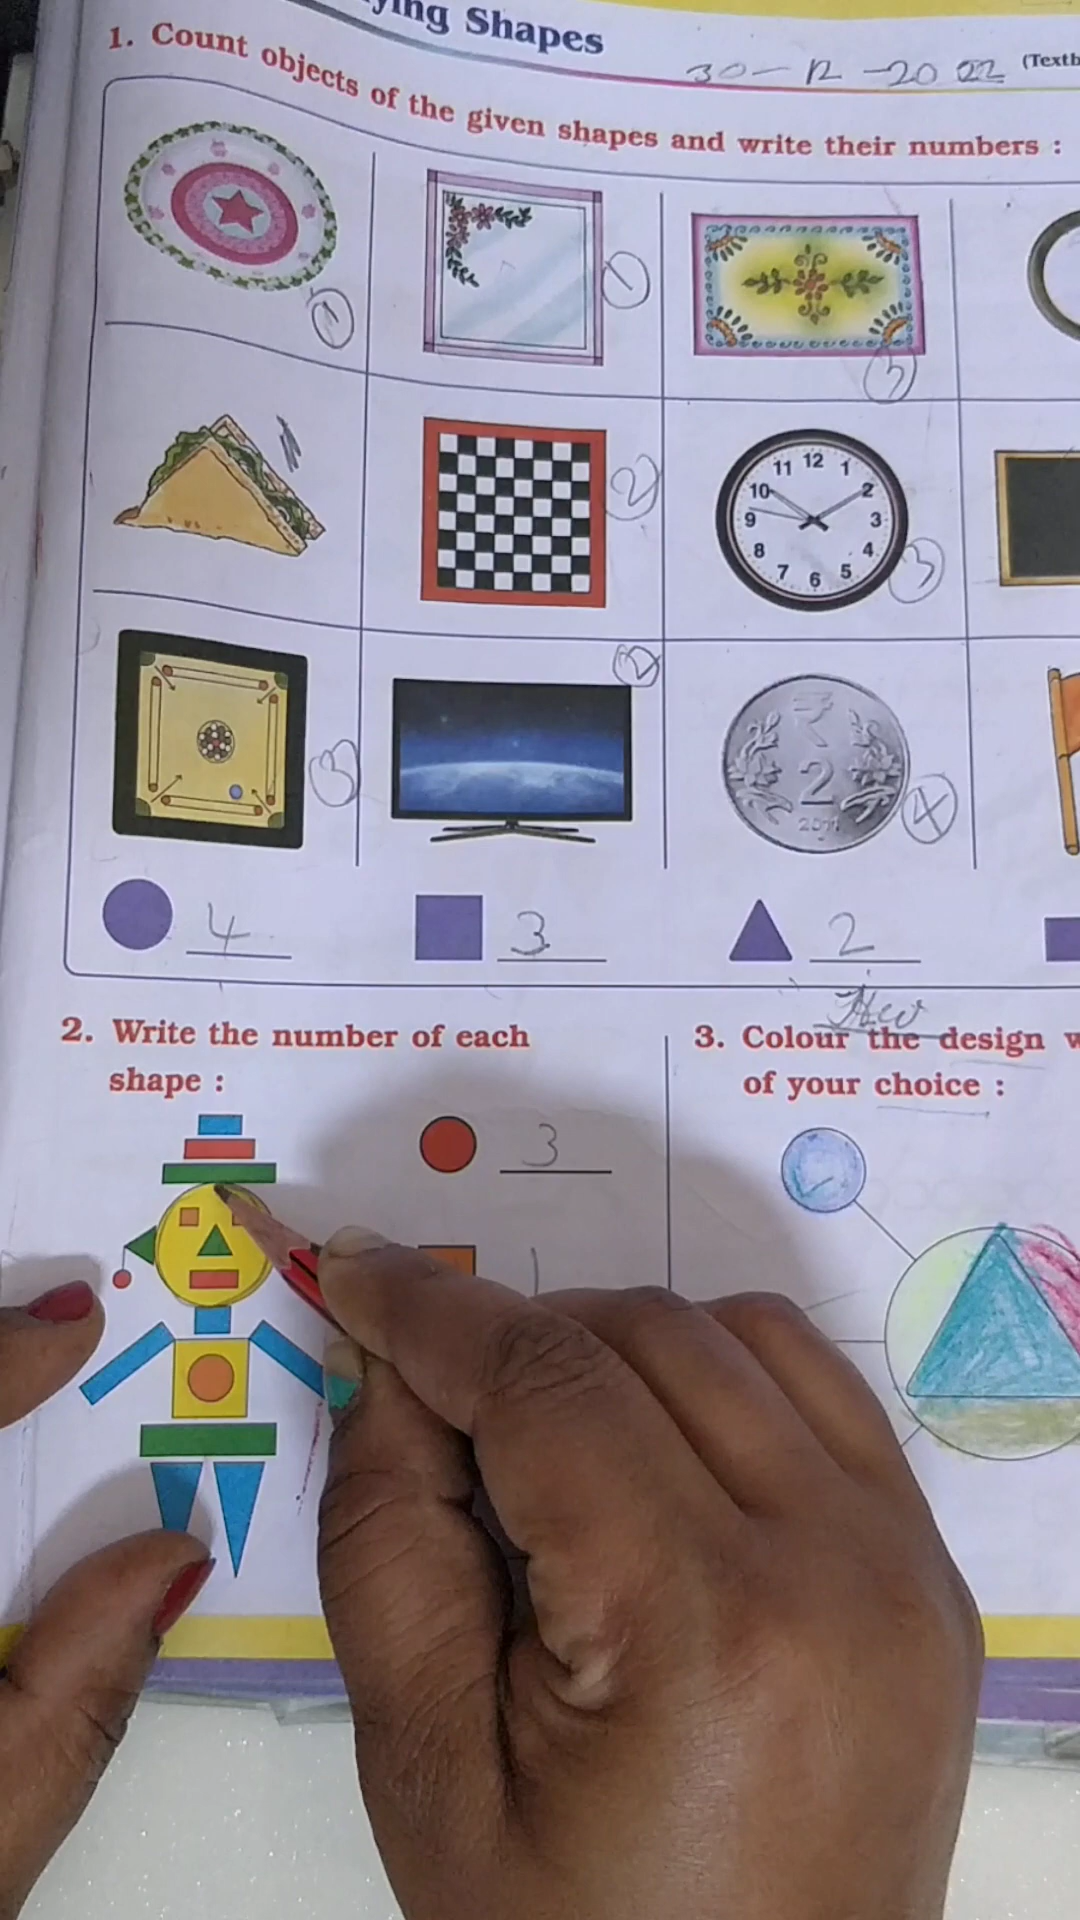 ying Shapes
30-12-2022 (Textb
1. Count objects of the given shapes and write their numbers :
1
1
11 12 1
10 2
9 3
8 4
7 6 5
2
3
2
3
₹
2
2011
4
4
3
2
2. Write the number of each
shape :
3
3. Colour the design w
of your choice :